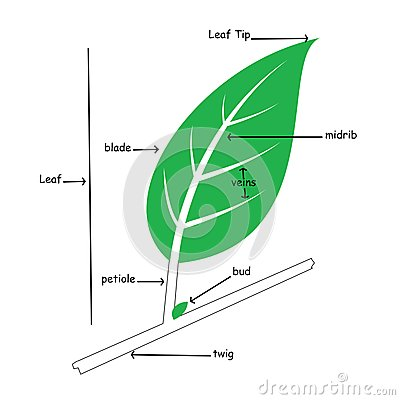 Leaf Tip
midrib
blade
veins
Leaf
petiole
bud
twig
dreamstime.com